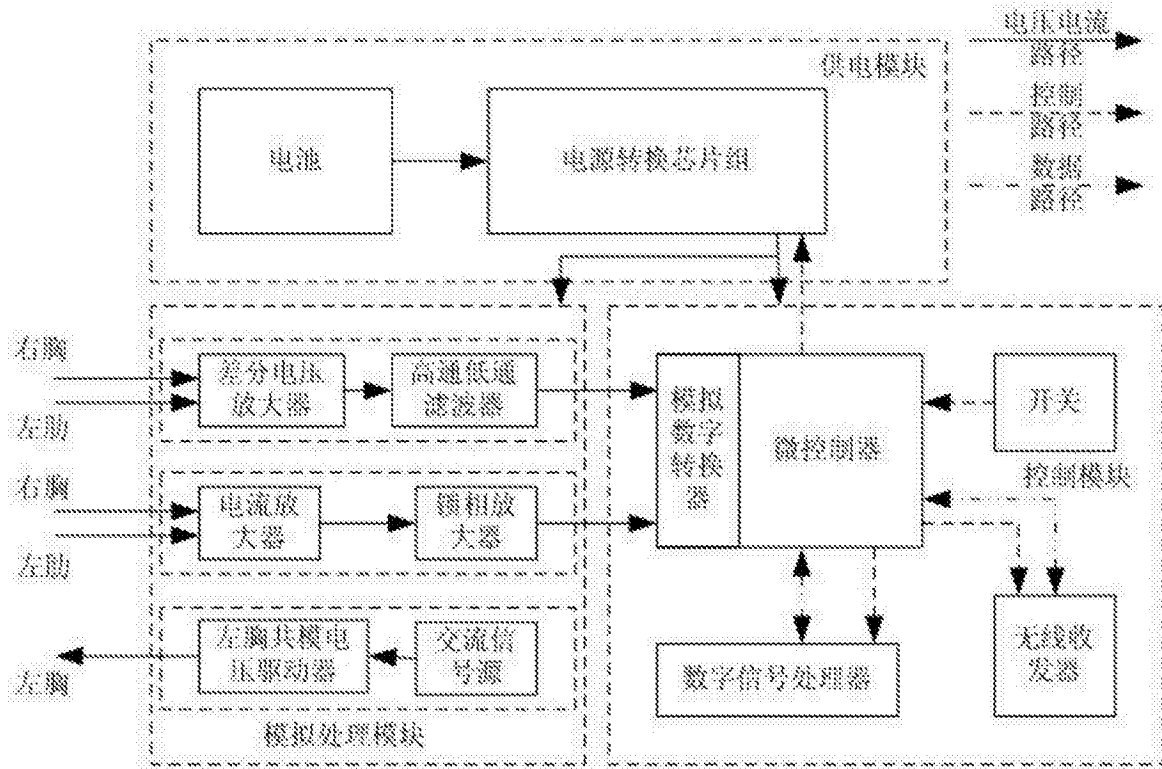 电压电流
路径
控制
路径
数据
路径
供电模块
电池
电源转换芯片组
右胸
左肋
差分电压
放大器
高通低通
滤波器
右胸
左肋
电流放
大器
锁相放
大器
左胸
左胸共模电
压驱动器
交流信
号源
模拟处理模块
模拟
数字
转换
器
微控制器
开关
控制模块
数字信号处理器
无线收
发器